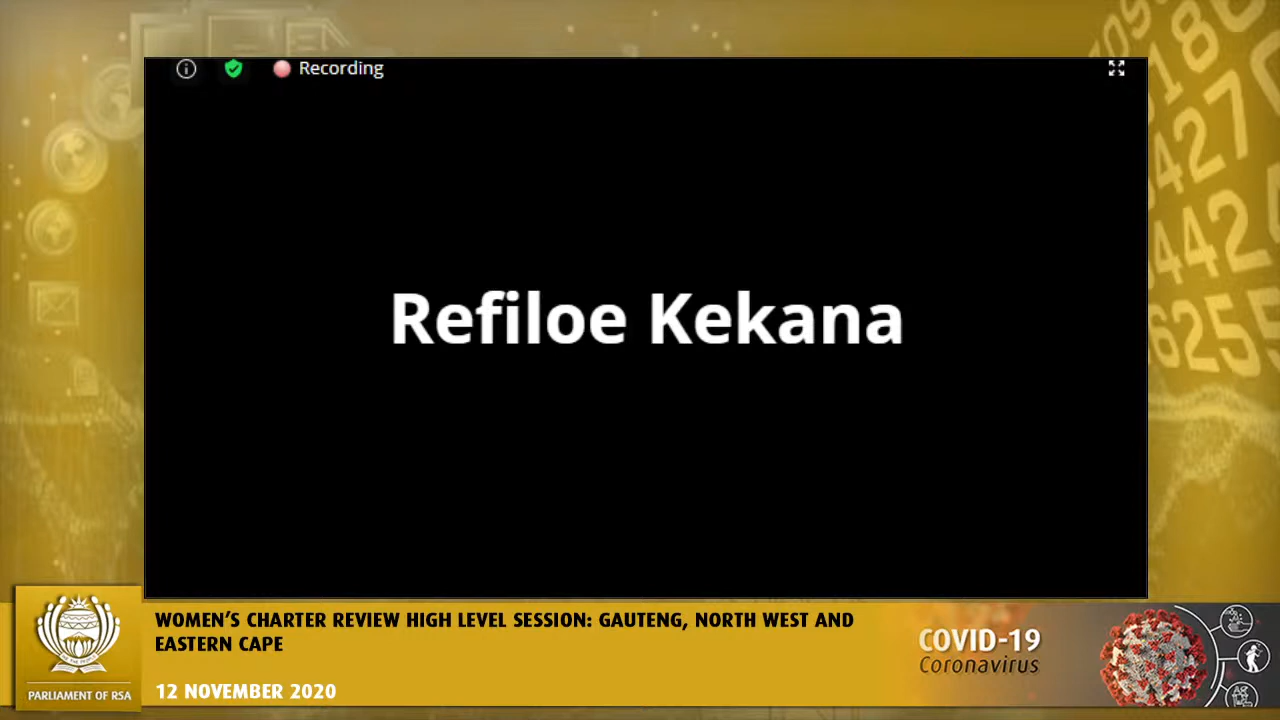 Recording
Refiloe Kekana
WOMEN'S CHARTER REVIEW HIGH LEVEL SESSION: GAUTENG, NORTH WEST AND
EASTERN CAPE
12 NOVEMBER 2020
PARLIAMENT OF RSA
COVID-19
Coronavirus